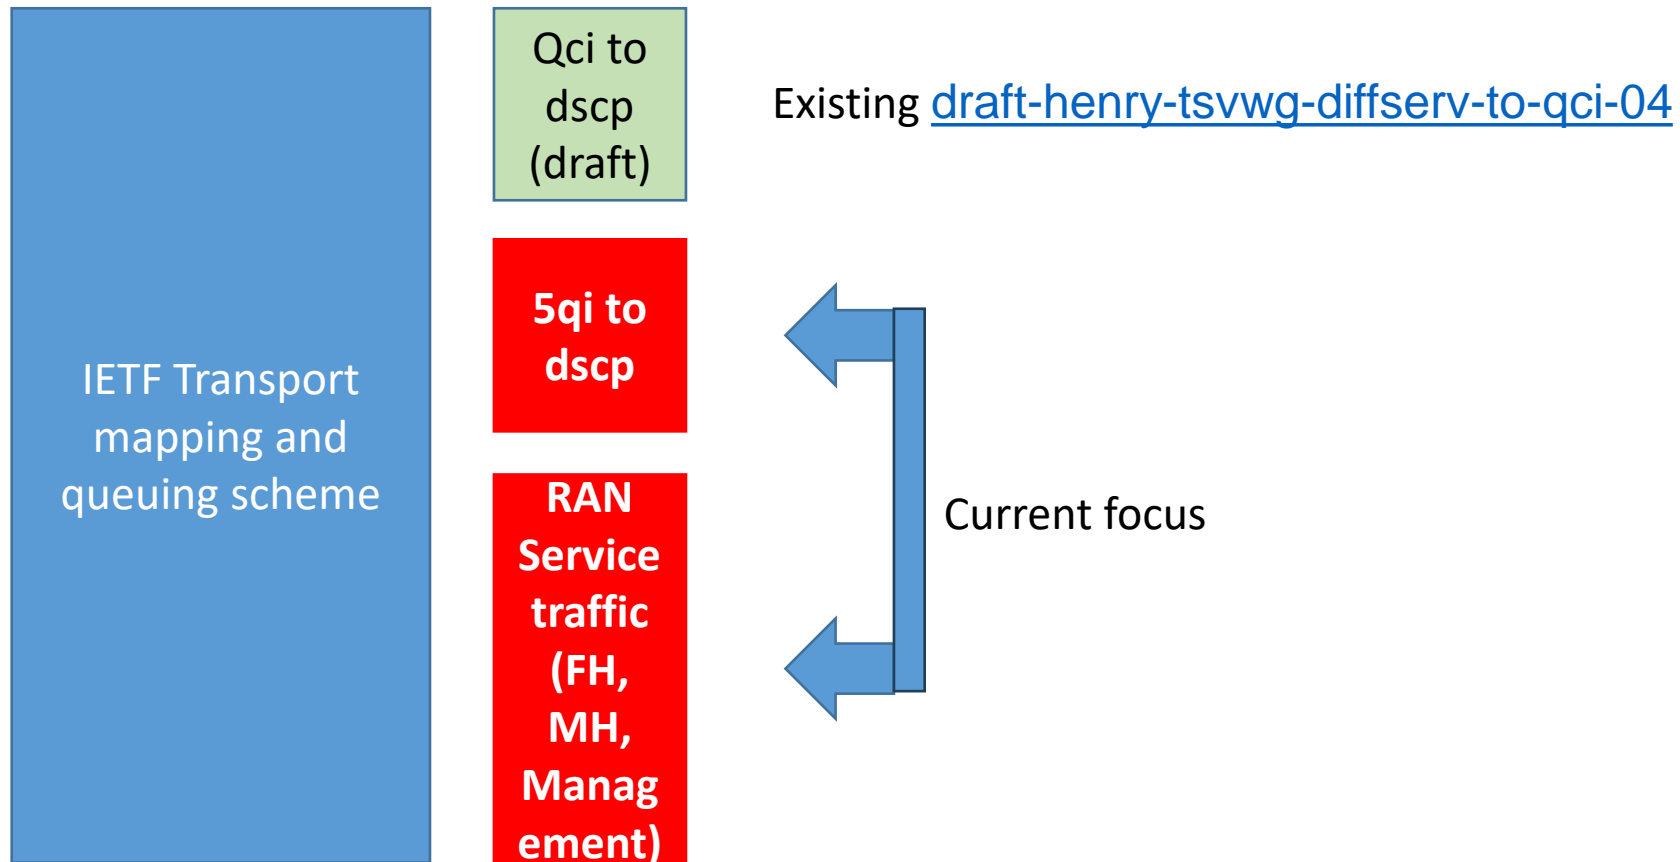 IETF Transport
mapping and
queuing scheme
Qci to
dscp
(draft)
Existing draft-henry-tsvwg-diffserv-to-qci-04
5qi to
dscp
RAN
Service
traffic
(FH,
MH,
Manag
ement)
Current focus